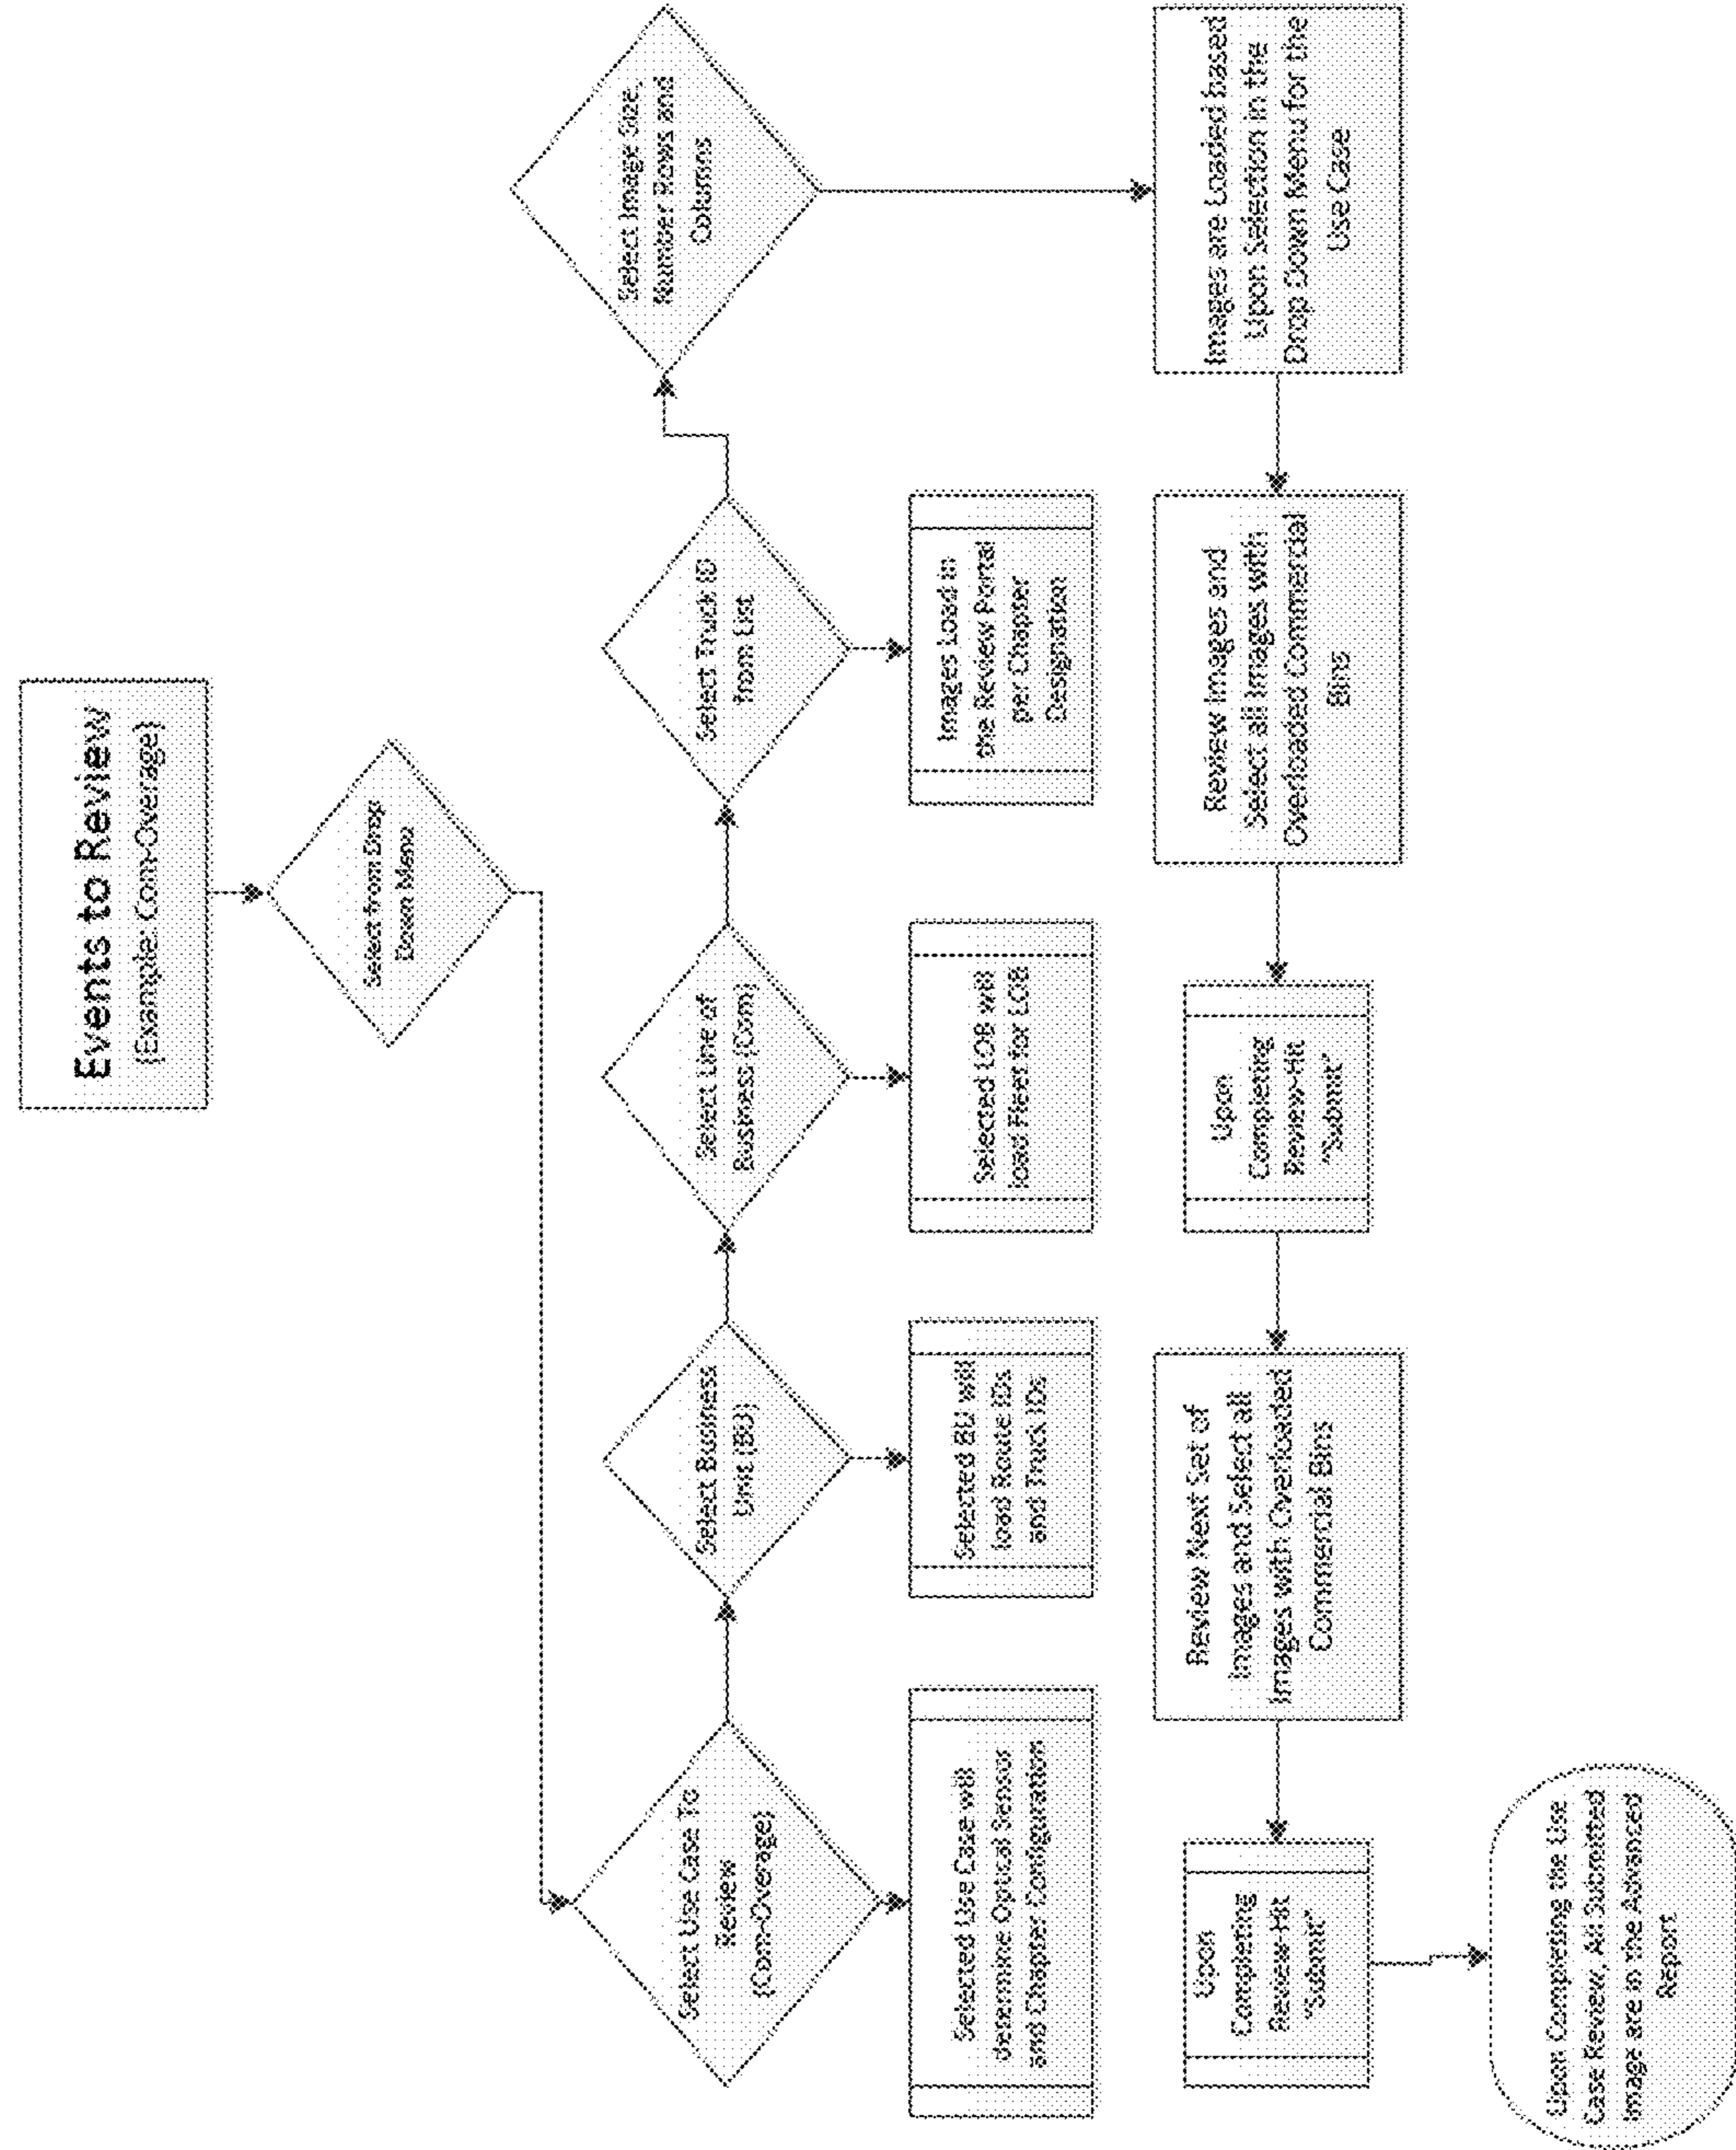 Events to Review
(Example: Com-Overage)
Select from Drop
Down Menu
Select Use Case To
Review
(Com-Overage)
Select Business
Unit (BU)
Select Line of
Business (Com)
Select Truck ID
from List
Select Image Size,
Number Rows and
Columns
Selected Use Case will
determine Optical Sensor
and Chapter Configuration
Selected BU will
load Route IDs
and Truck IDs
Selected LOB will
load Fleet for LOB
Images Load in
the Review Portal
per Chapter
Designation
Images are Loaded based
Upon Selection in the
Drop Down Menu for the
Use Case
Review Images and
Select all Images with
Overloaded Commercial
Bins
Upon
Completing
Review-Hit
"Submit"
Review Next Set of
Images and Select all
Images with Overloaded
Commercial Bins
Upon
Completing
Review-Hit
"Submit"
Upon Competing the Use
Case Review, All Submitted
Image are in the Advanced
Report